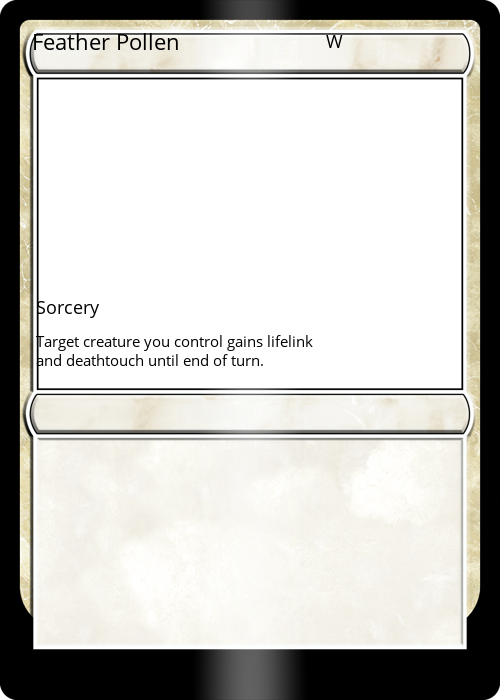 Feather Pollen W
Sorcery
Target creature you control gains lifelink
and deathtouch until end of turn.